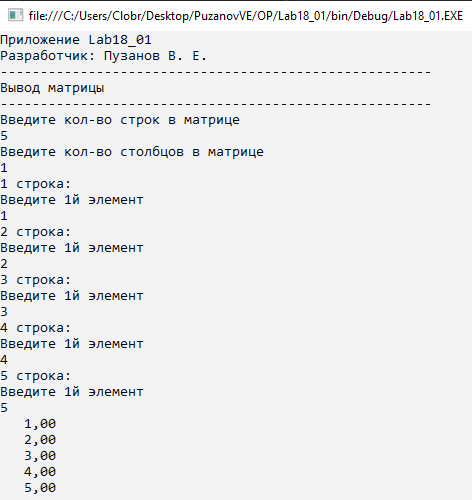 file:///C:/Users/Clobr/Desktop/PuzanovVE/OP/Lab18_01/bin/Debug/Lab18_01.EXE
Приложение Lab18_01
Разработчик: Пузанов В. Е.
------------------------------------------------------
Вывод матрицы
------------------------------------------------------
Введите кол-во строк в матрице
5
Введите кол-во столбцов в матрице
1
1 строка:
Введите 1й элемент
1
2 строка:
Введите 1й элемент
2
3 строка:
Введите 1й элемент
3
4 строка:
Введите 1й элемент
4
5 строка:
Введите 1й элемент
5
   1,00
   2,00
   3,00
   4,00
   5,00